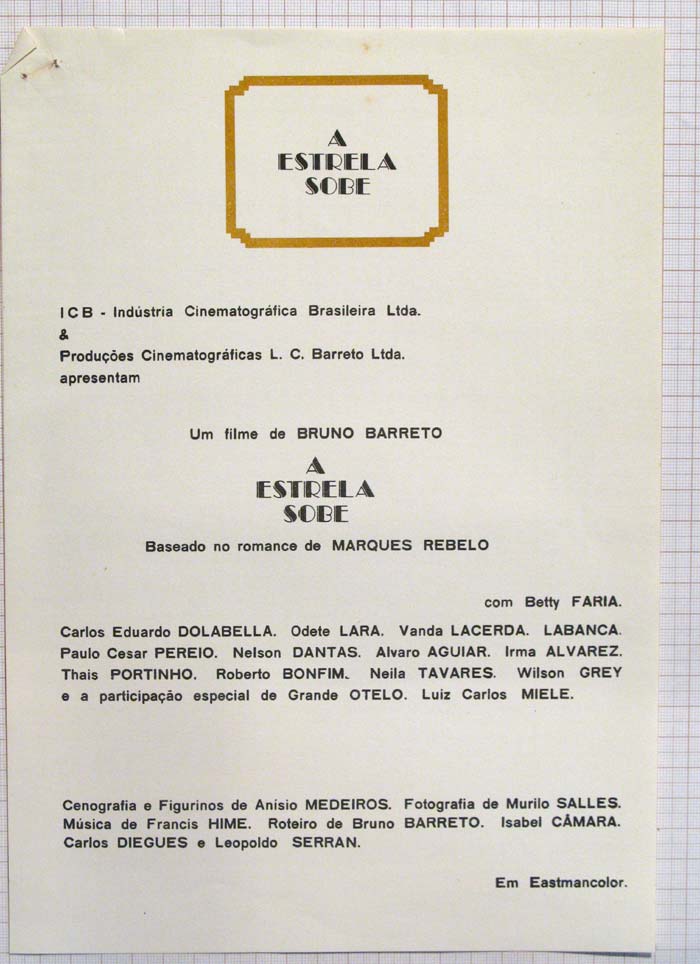 A
ESTRELA
SOBE
ICB - Indústria Cinematográfica Brasileira Ltda.
&
Produções Cinematográficas L. C. Barreto Ltda.
apresentam
Um filme de BRUNO BARRETO
A
ESTRELA
SOBE
Baseado no romance de MARQUES REBELO
com Betty FARIA.
Carlos Eduardo DOLABELLA. Odete LARA. Vanda LACERDA. LABANCA.
Paulo Cesar PEREIO. Nelson DANTAS. Alvaro AGUIAR. Irma ALVAREZ.
Thais PORTINHO. Roberto BONFIM. Neila TAVARES. Wilson GREY
e a participação especial de Grande OTELO. Luiz Carlos MIELE.
Cenografia e Figurinos de Anísio MEDEIROS. Fotografia de Murilo SALLES.
Música de Francis HIME. Roteiro de Bruno BARRETO. Isabel CÂMARA.
Carlos DIEGUES e Leopoldo SERRAN.
Em Eastmancolor.